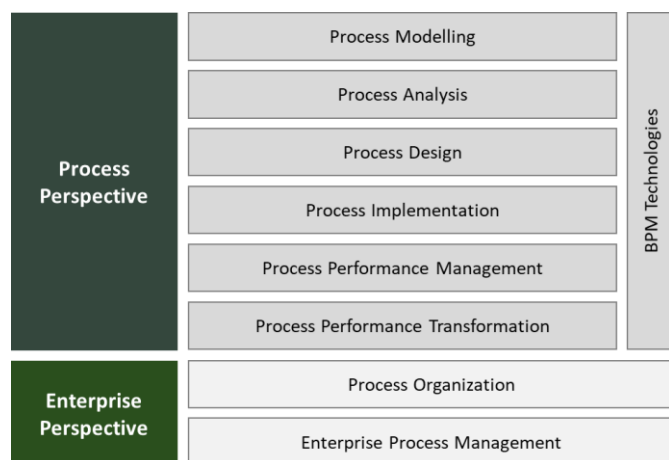 Process
Perspective
Process Modelling
Process Analysis
Process Design
Process Implementation
Process Performance Management
Process Performance Transformation
BPM Technologies
Enterprise
Perspective
Process Organization
Enterprise Process Management